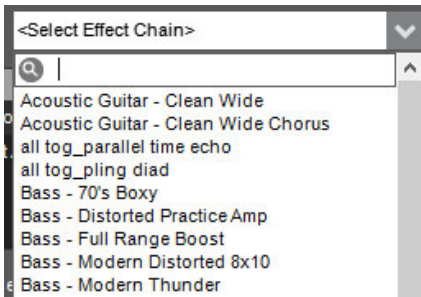 <Select Effect Chain>
Acoustic Guitar - Clean Wide
Acoustic Guitar - Clean Wide Chorus
all tog_parallel time echo
all tog_pling diad
Bass - 70's Boxy
Bass - Distorted Practice Amp
Bass - Full Range Boost
Bass - Modern Distorted 8x10
Bass - Modern Thunder